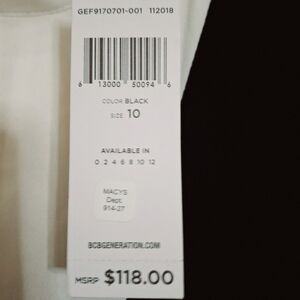 GEF9170701-001 112018
6 13000 50094 6
COLOR BLACK
SIZE 10
AVAILABLE IN
0 2 4 6 8 10 12
MACYS
Dept.
914-27
BCBGENERATION.COM
MSRP $118.00